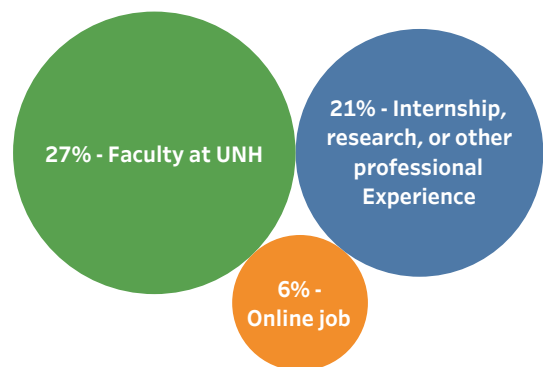 27% - Faculty at UNH
21% - Internship,
research, or other
professional
Experience
6% -
Online job